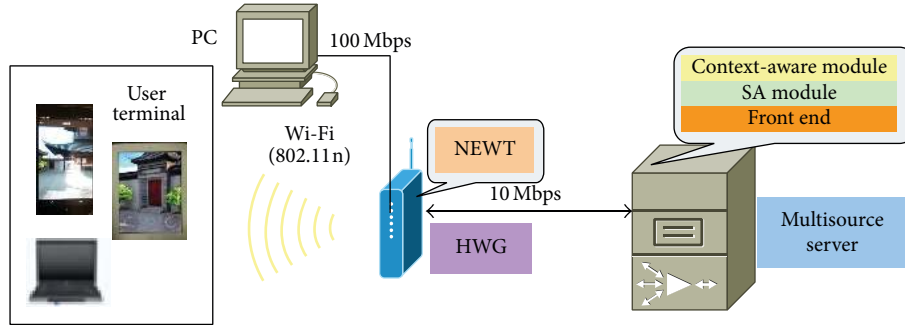 PC
100 Mbps
User
terminal
Wi-Fi
(802.11n)
NEWT
10 Mbps
HWG
Context-aware module
SA module
Front end
Multisource
server